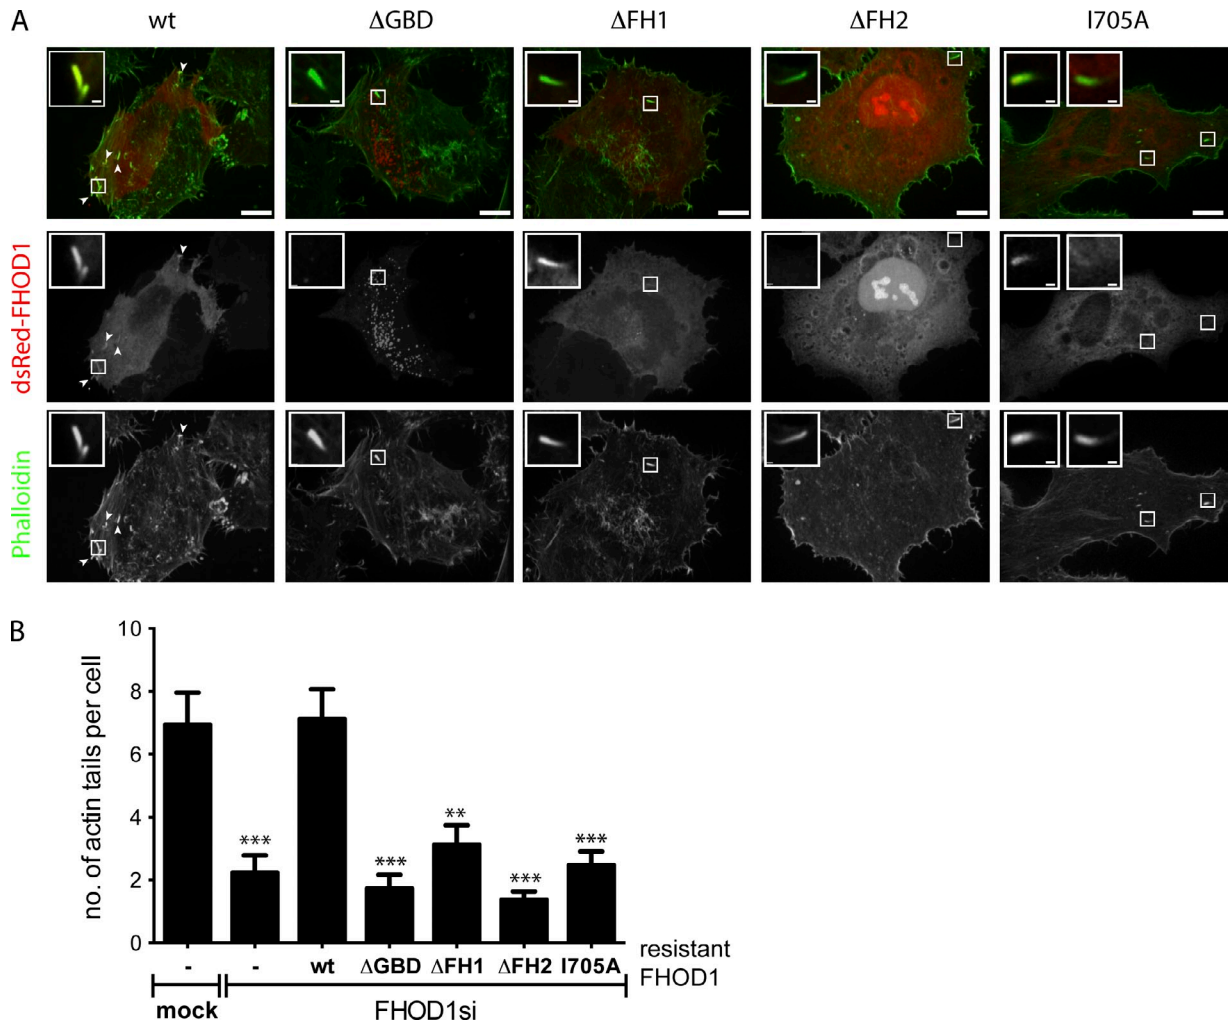 A
wt ΔGBD ΔFH1 ΔFH2 I705A
dsRed-FHOD1
Phalloidin
B
no. of actin tails per cell
10
8
6
4
2
0
*** *** ** *** ***
- - wt ΔGBD ΔFH1 ΔFH2 I705A
resistant
FHOD1
mock FHOD1si